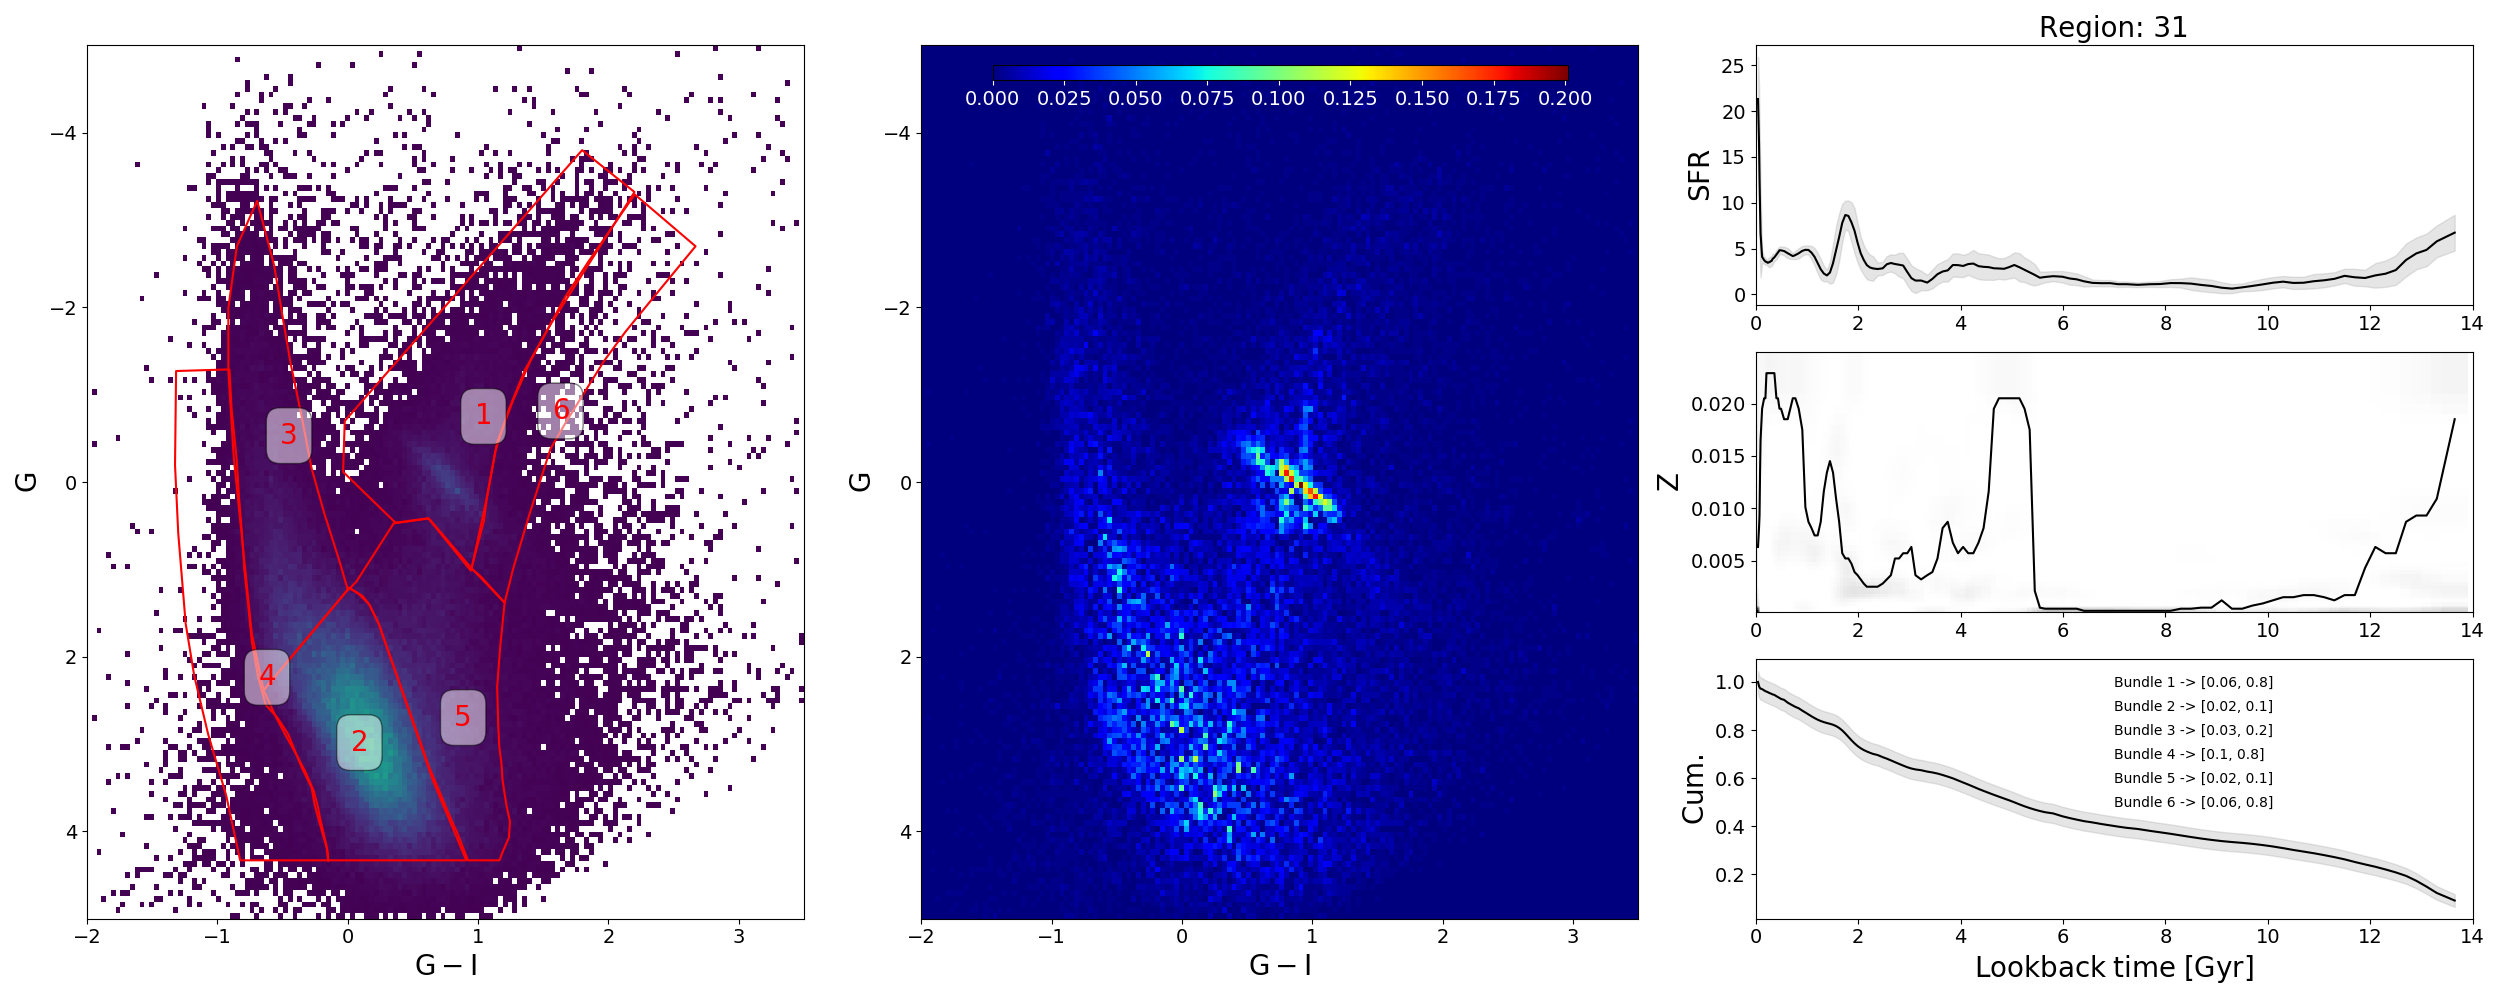 −4
−2
0
2
4
G
−2
−1
0
1
2
3
G − I
1
2
3
4
5
6
0.000 0.025 0.050 0.075 0.100 0.125 0.150 0.175 0.200
−4
−2
0
2
4
G
−2
−1
0
1
2
3
G − I
Region: 31
25
20
15
10
5
0
SFR
0 2 4 6 8 10 12 14
0.020
0.015
0.010
0.005
Z
0 2 4 6 8 10 12 14
1.0
0.8
0.6
0.4
0.2
Cum.
Bundle 1 -> [0.06, 0.8]
Bundle 2 -> [0.02, 0.1]
Bundle 3 -> [0.03, 0.2]
Bundle 4 -> [0.1, 0.8]
Bundle 5 -> [0.02, 0.1]
Bundle 6 -> [0.06, 0.8]
0 2 4 6 8 10 12 14
Lookback time [Gyr]